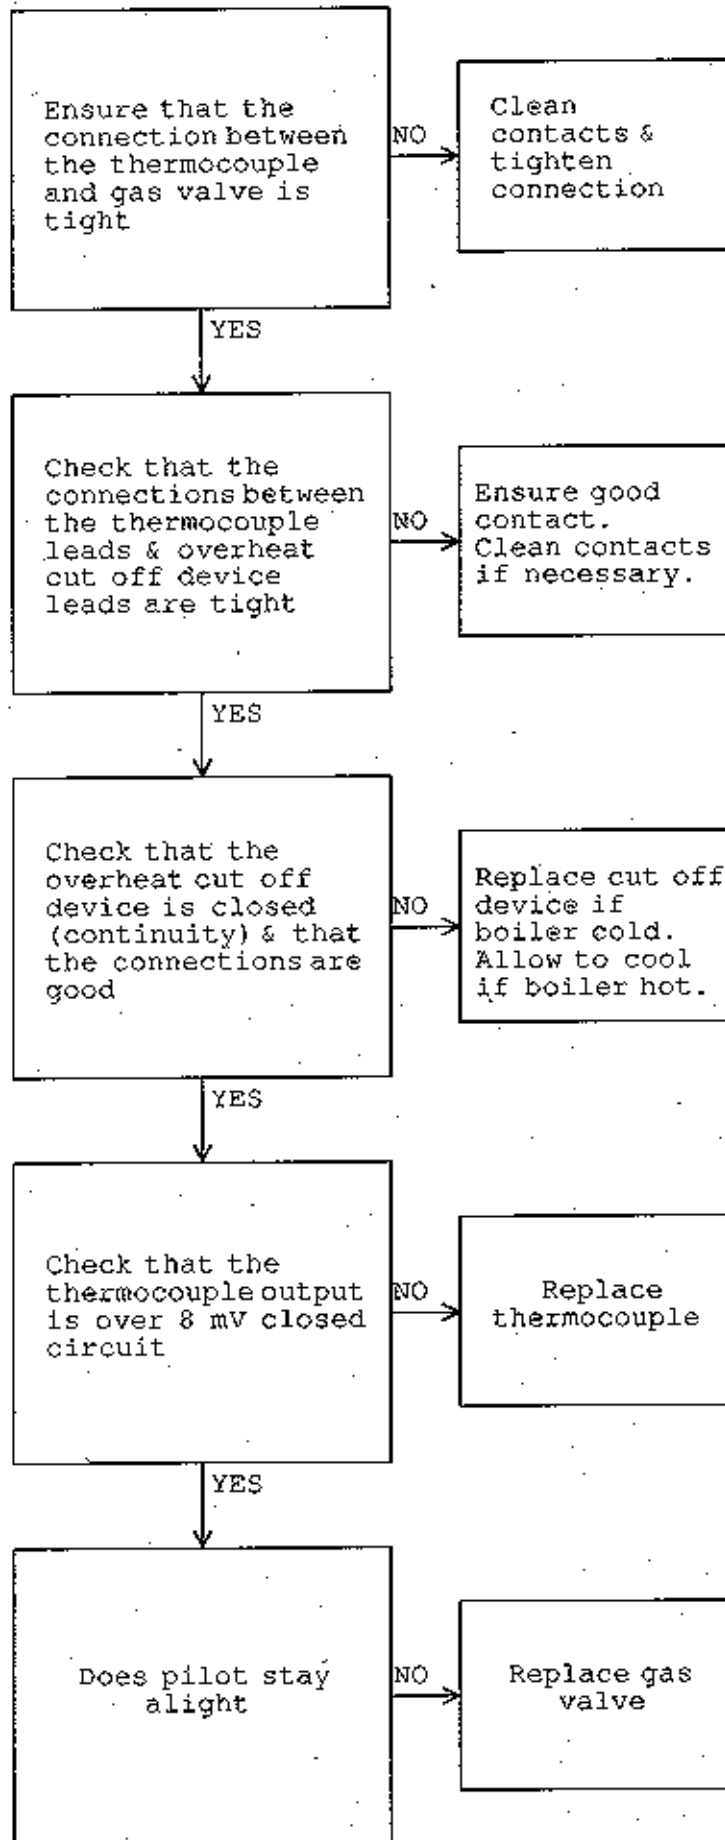 Ensure that the
connection between
the thermocouple
and gas valve is
tight
NO
Clean
contacts &
tighten
connection
YES
Check that the
connections between
the thermocouple
leads & overheat
cut off device
leads are tight
NO
Ensure good
contact.
Clean contacts
if necessary.
YES
Check that the
overheat cut off
device is closed
(continuity) & that
the connections are
good
NO
Replace cut off
device if
boiler cold.
Allow to cool
if boiler hot.
YES
Check that the
thermocouple output
is over 8 mV closed
circuit
NO
Replace
thermocouple
YES
Does pilot stay
alight
NO
Replace gas
valve